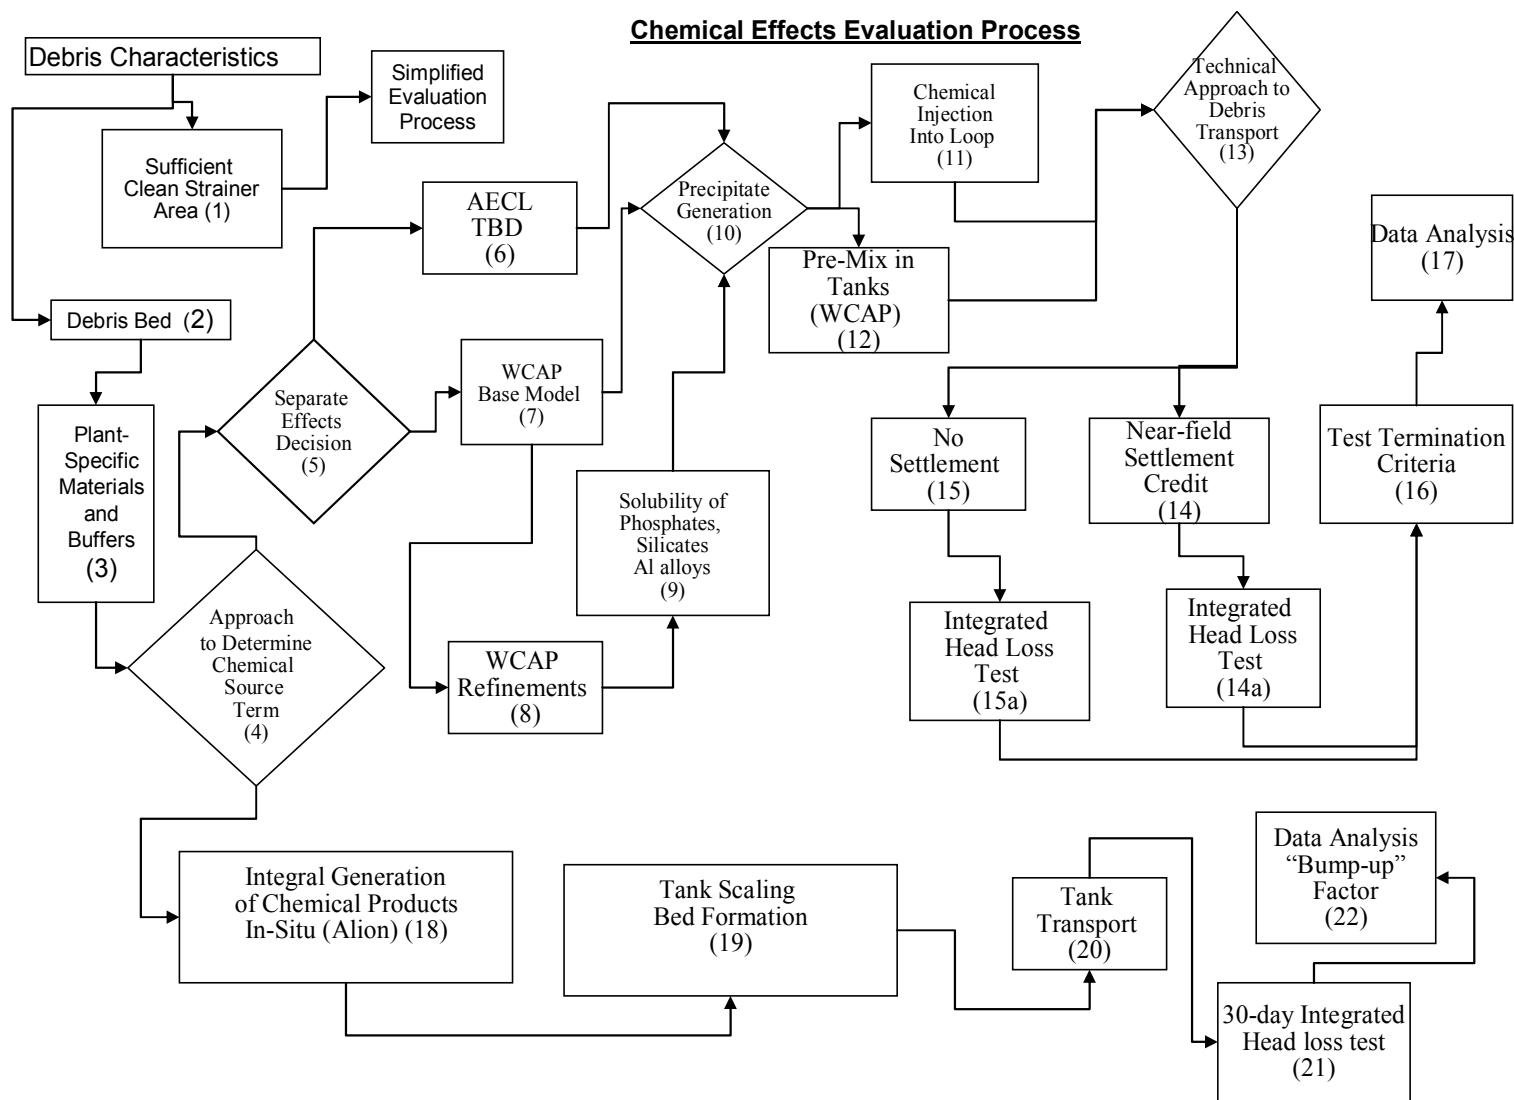 Chemical Effects Evaluation Process
Debris Characteristics
Simplified
Evaluation
Process
Sufficient
Clean Strainer
Area (1)
Debris Bed (2)
Plant-
Specific
Materials
and
Buffers
(3)
Approach
to Determine
Chemical
Source
Term
(4)
Separate
Effects
Decision
(5)
AECL
TBD
(6)
WCAP
Base Model
(7)
WCAP
Refinements
(8)
Solubility of
Phosphates,
Silicates
Al alloys
(9)
Precipitate
Generation
(10)
Chemical
Injection
Into Loop
(11)
Pre-Mix in
Tanks
(WCAP)
(12)
Technical
Approach to
Debris
Transport
(13)
No
Settlement
(15)
Near-field
Settlement
Credit
(14)
Integrated
Head Loss
Test
(15a)
Integrated
Head Loss
Test
(14a)
Test Termination
Criteria
(16)
Data Analysis
(17)
Integral Generation
of Chemical Products
In-Situ (Alion) (18)
Tank Scaling
Bed Formation
(19)
Tank
Transport
(20)
30-day Integrated
Head loss test
(21)
Data Analysis
“Bump-up”
Factor
(22)